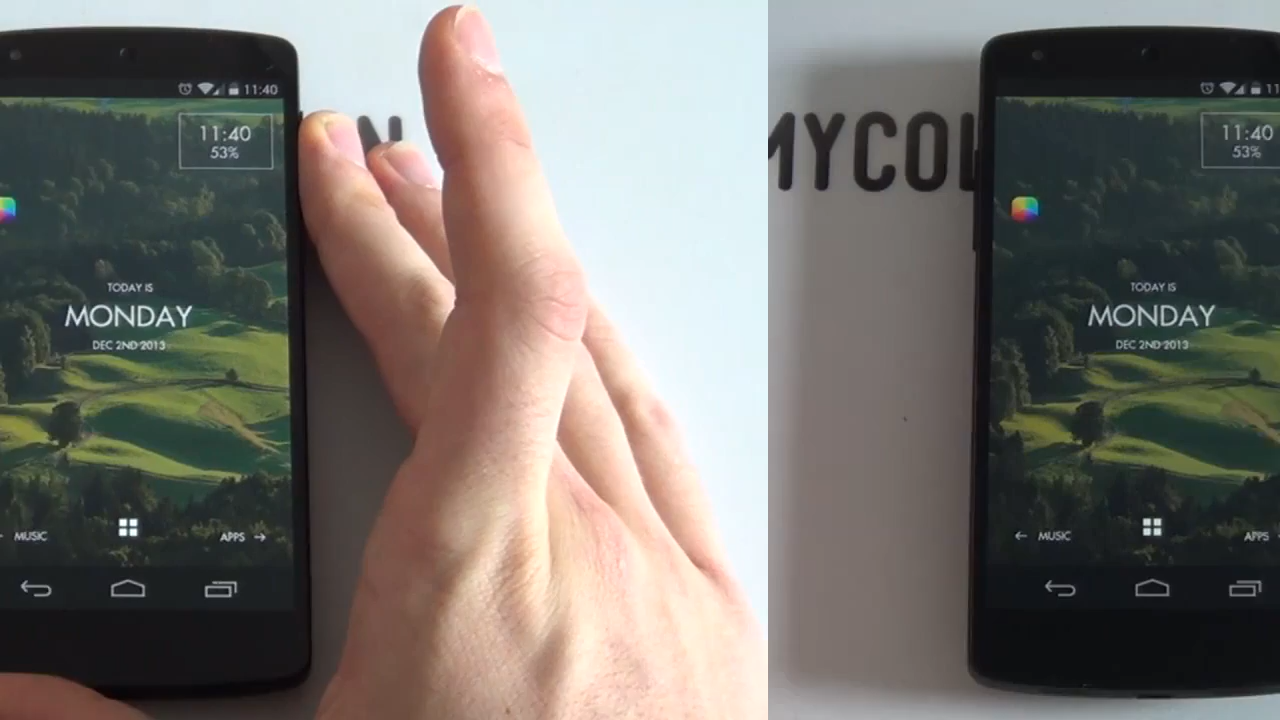 11:40
11:40
53%
TODAY IS
MONDAY
DEC 2ND 2013
MUSIC
APPS
N
MYCOL
11
11:40
53%
TODAY IS
MONDAY
DEC 2ND 2013
MUSIC
APPS